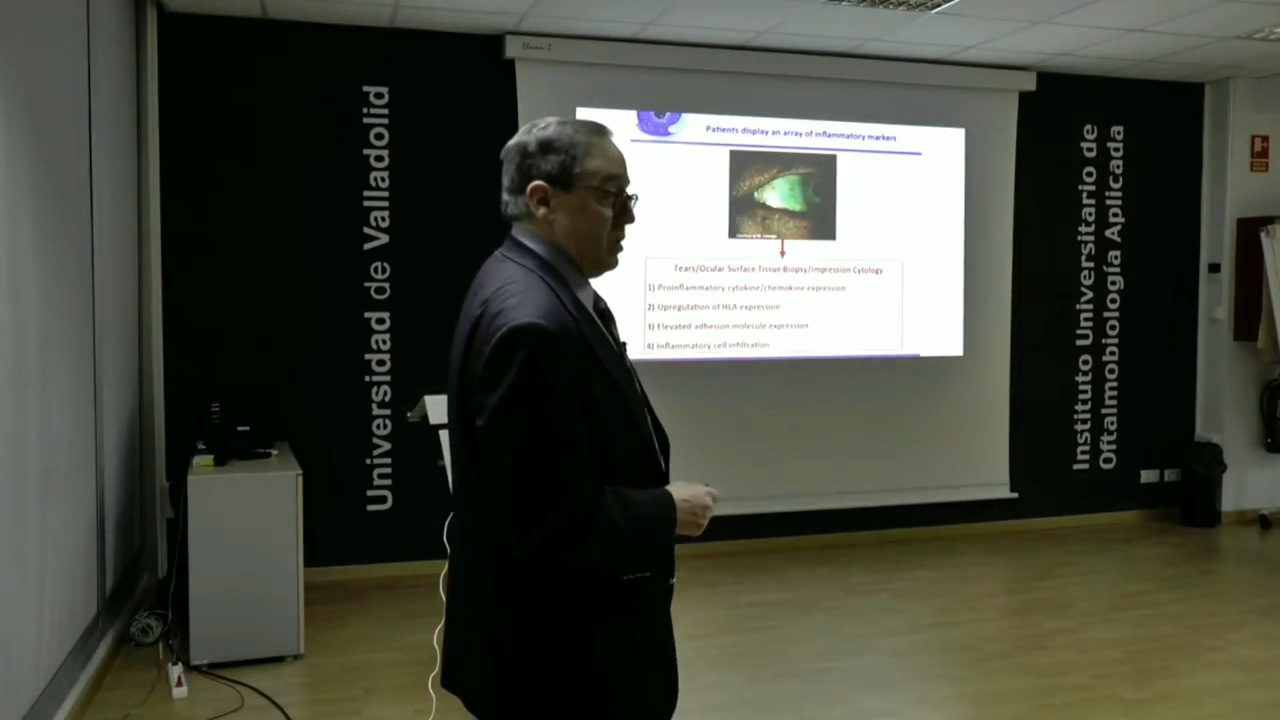 Universidad de Valladolid
Patients display an array of inflammatory markers
Tears/Ocular Surface Tissue Biopsy/Impression Cytology
1) Proinflammatory cytokine/chemokine expression
2) Upregulation of HLA expression
3) Elevated adhesion molecule expression
4) Inflammatory cell infiltration
Instituto Universitario de
Oftalmobiología Aplicada